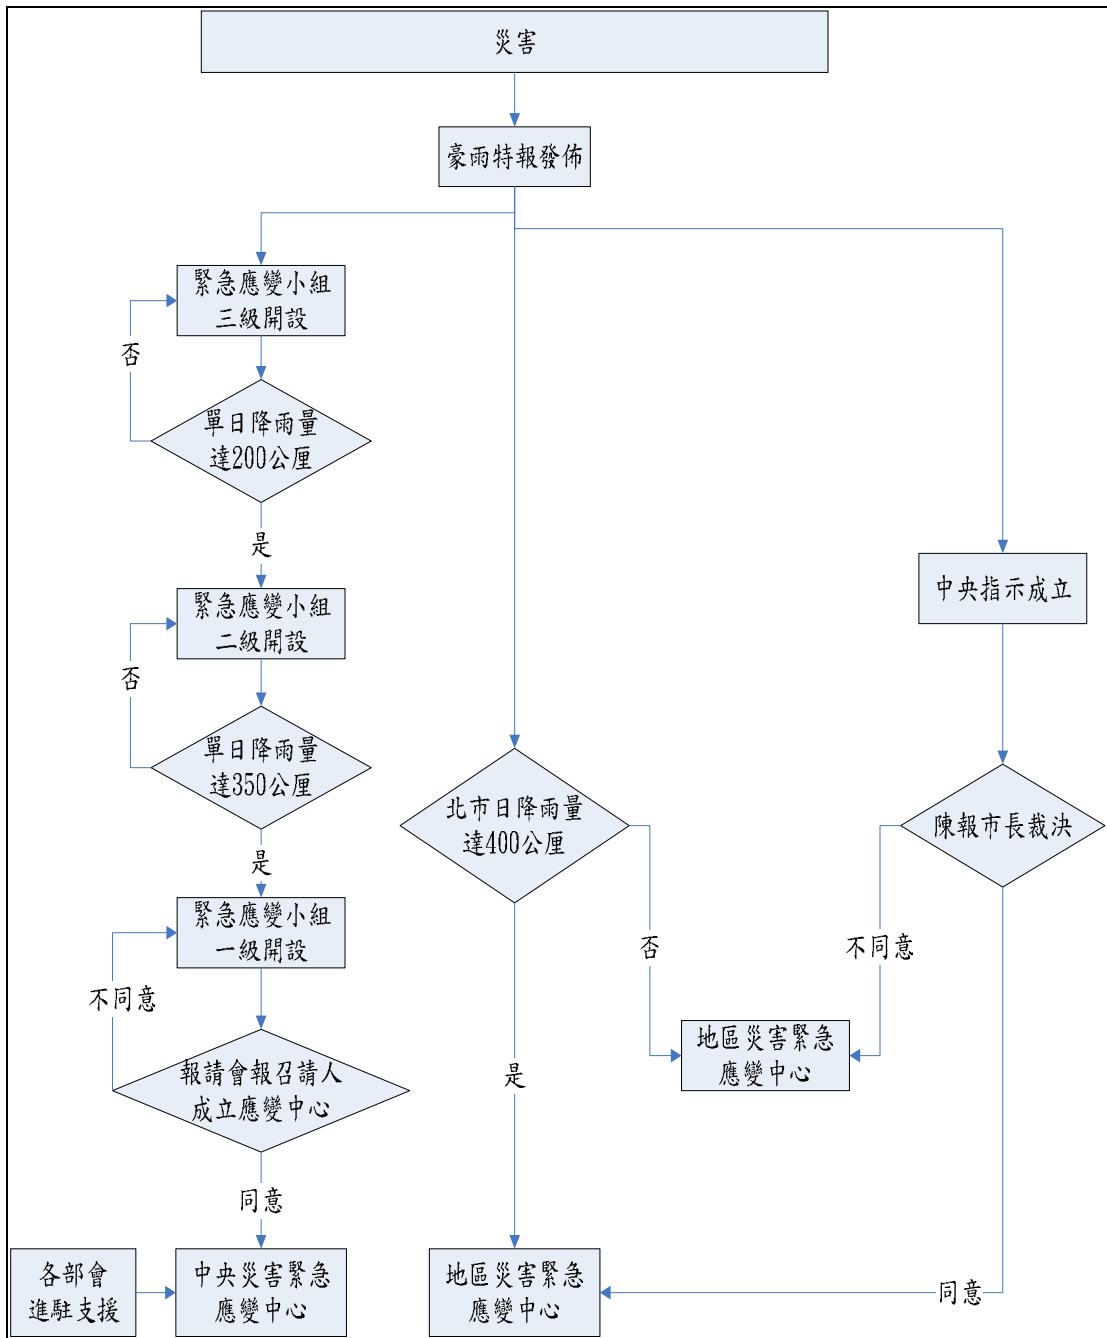 災害
豪雨特報發佈
緊急應變小組
三級開設
否
單日降雨量
達200公厘
是
緊急應變小組
二級開設
否
單日降雨量
達350公厘
是
緊急應變小組
一級開設
不同意
報請會報召請人
成立應變中心
同意
各部會
進駐支援
中央災害緊急
應變中心
北市日降雨量
達400公厘
否
是
地區災害緊急
應變中心
地區災害緊急
應變中心
中央指示成立
陳報市長裁決
不同意
同意